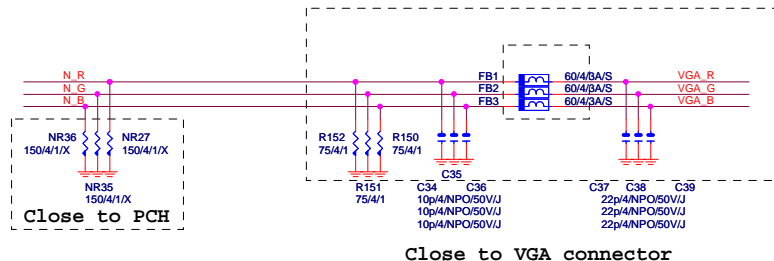 N_R
N_G
N_B
FB1
FB2
FB3
60/4/3A/S
60/4/3A/S
60/4/3A/S
VGA_R
VGA_G
VGA_B
NR36
150/4/1/X
NR27
150/4/1/X
NR35
150/4/1/X
Close to PCH
R152
75/4/1
R150
75/4/1
R151
75/4/1
C35
C34
C36
10p/4/NPO/50V/J
10p/4/NPO/50V/J
10p/4/NPO/50V/J
C37
C38
C39
22p/4/NPO/50V/J
22p/4/NPO/50V/J
22p/4/NPO/50V/J
Close to VGA connector